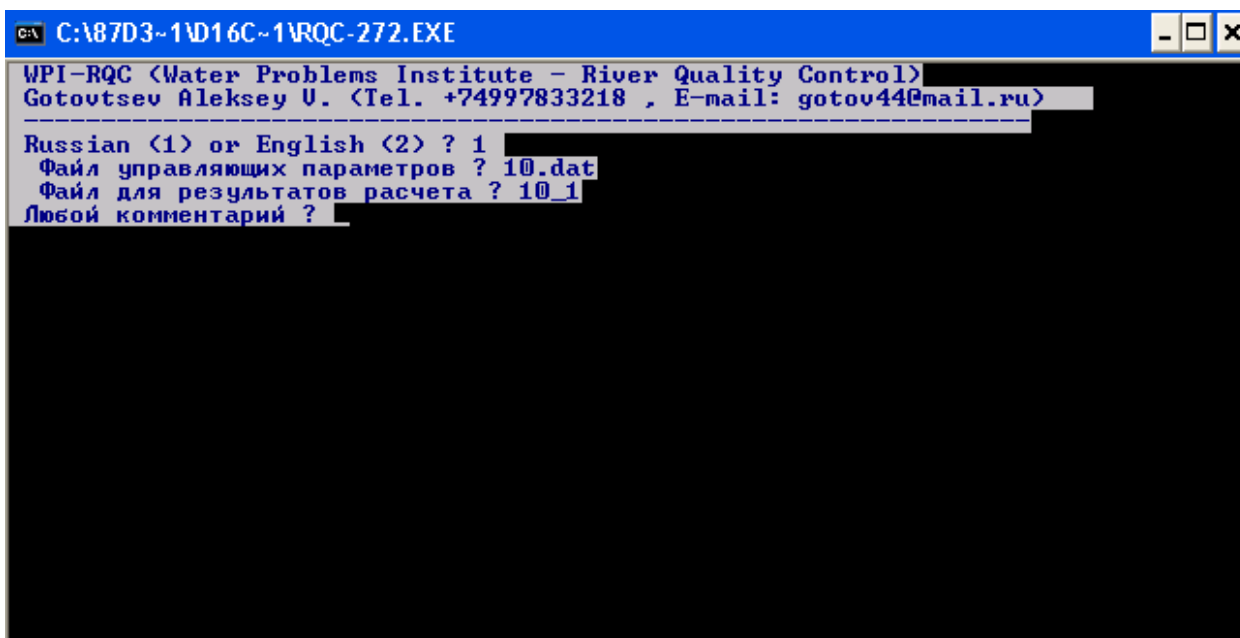 C:\87D3~1\D16C~1\RQC-272.EXE
WPI-RQC (Water Problems Institute - River Quality Control)
Gotovtsev Aleksey V. (Tel. +74997833218 , E-mail: gotov44@mail.ru)
Russian (1) or English (2) ? 1
Файл управляющих параметров ? 10.dat
Файл для результатов расчета ? 10_1
Любой комментарий ? _